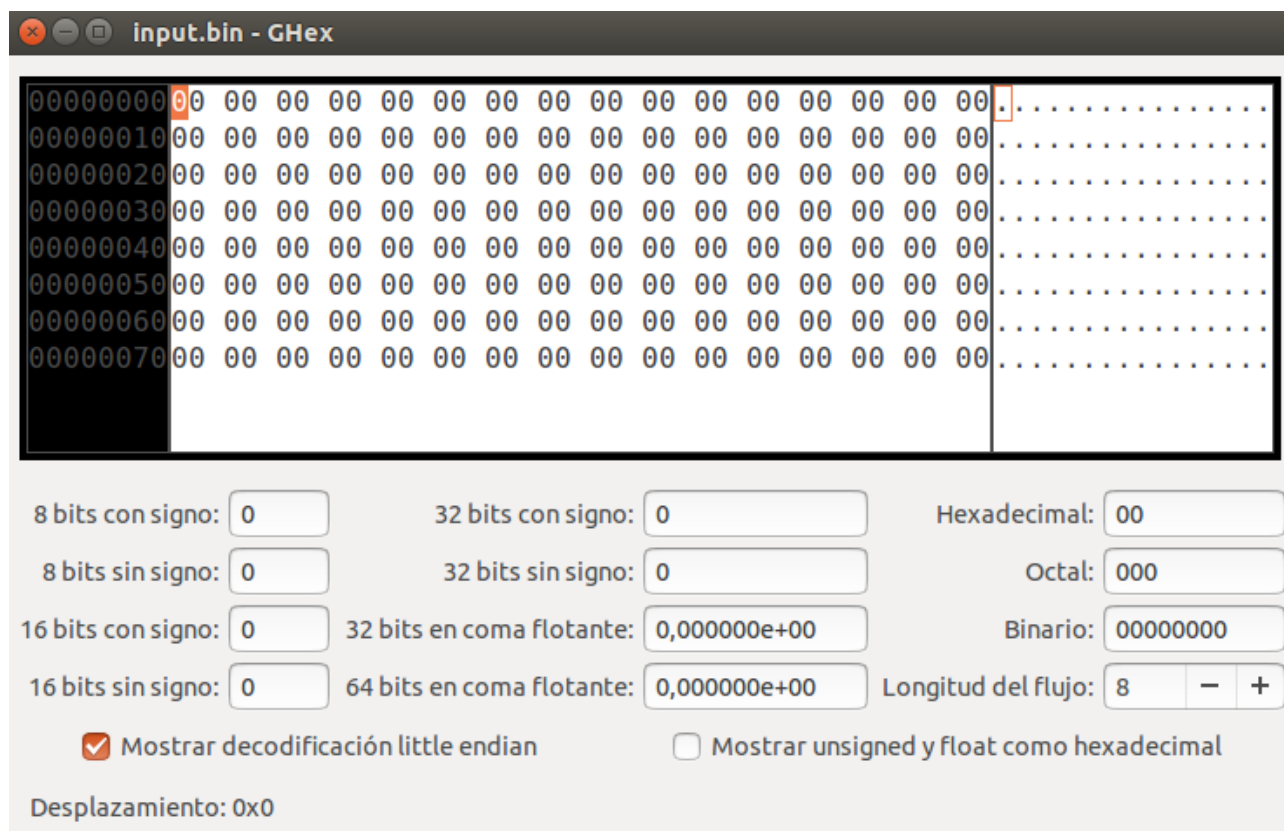 input.bin - GHex
00000000 00 00 00 00 00 00 00 00 00 00 00 00 00 00 00 00 ................
00000010 00 00 00 00 00 00 00 00 00 00 00 00 00 00 00 00 ................
00000020 00 00 00 00 00 00 00 00 00 00 00 00 00 00 00 00 ................
00000030 00 00 00 00 00 00 00 00 00 00 00 00 00 00 00 00 ................
00000040 00 00 00 00 00 00 00 00 00 00 00 00 00 00 00 00 ................
00000050 00 00 00 00 00 00 00 00 00 00 00 00 00 00 00 00 ................
00000060 00 00 00 00 00 00 00 00 00 00 00 00 00 00 00 00 ................
00000070 00 00 00 00 00 00 00 00 00 00 00 00 00 00 00 00 ................
8 bits con signo: 0 32 bits con signo: 0 Hexadecimal: 00
8 bits sin signo: 0 32 bits sin signo: 0 Octal: 000
16 bits con signo: 0 32 bits en coma flotante: 0,000000e+00 Binario: 00000000
16 bits sin signo: 0 64 bits en coma flotante: 0,000000e+00 Longitud del flujo: 8 − +
Mostrar decodificación little endian Mostrar unsigned y float como hexadecimal
Desplazamiento: 0x0